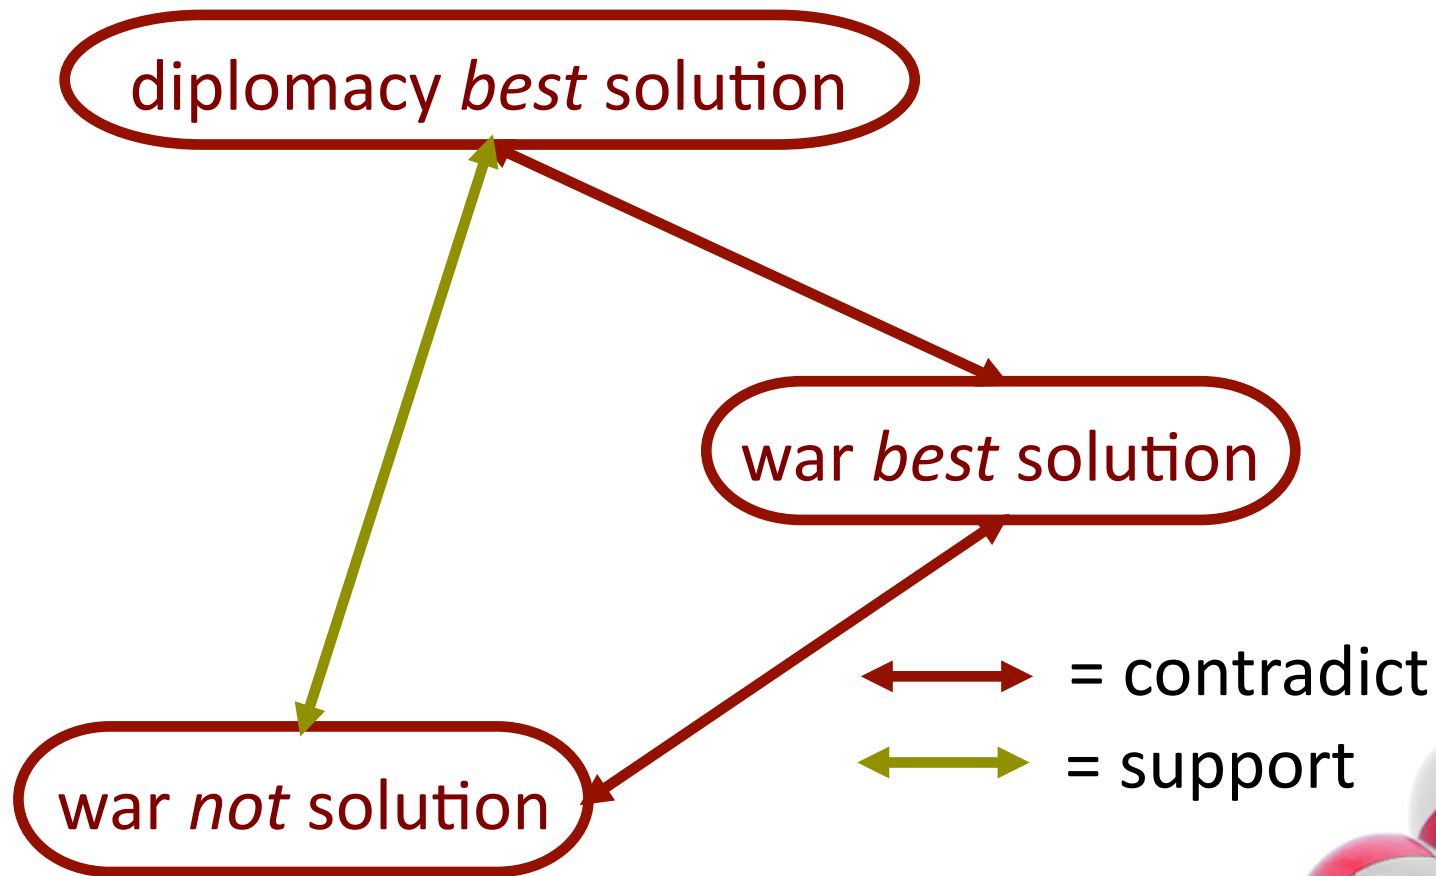 diplomacy best solution
war best solution
= contradict
= support
war not solution